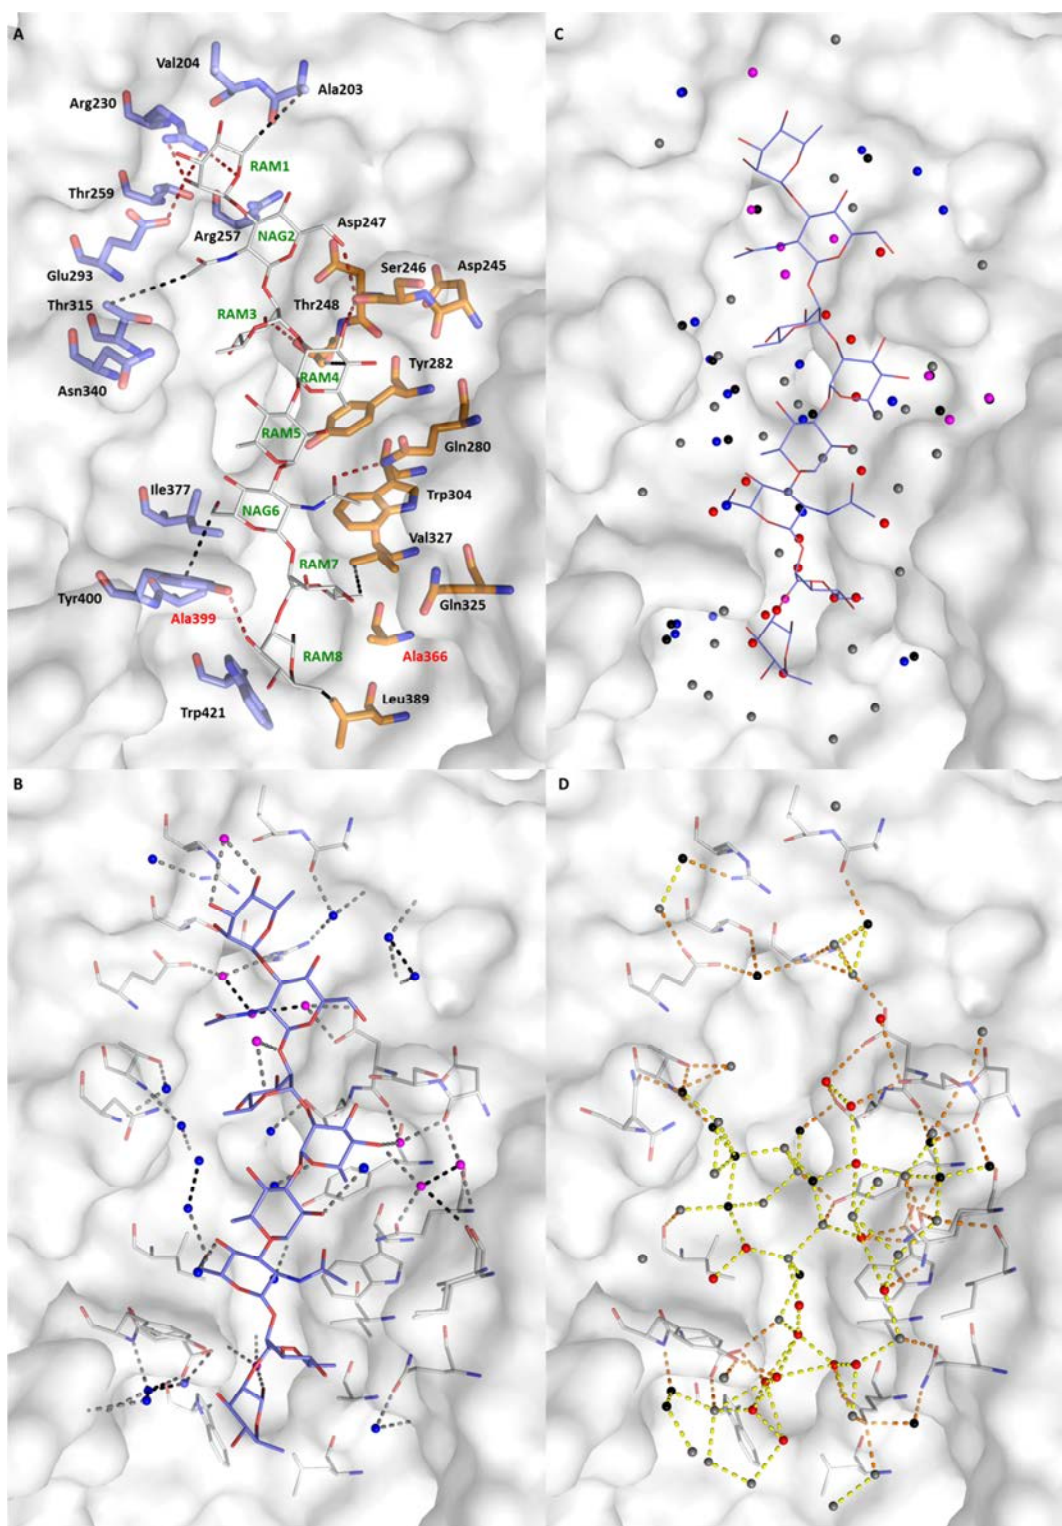 A
Val204
Ala203
Arg230
RAM1
Thr259
Arg257
NAG2
Asp247
Glu293
Ser246
Asp245
Thr315
Thr248
RAM3
Tyr282
Asn340
RAM4
RAM5
Gln280
Ile377
NAG6
Trp304
Val327
RAM7
Tyr400
Gln325
Ala399
RAM8
Ala366
Trp421
Leu389
C
B
D